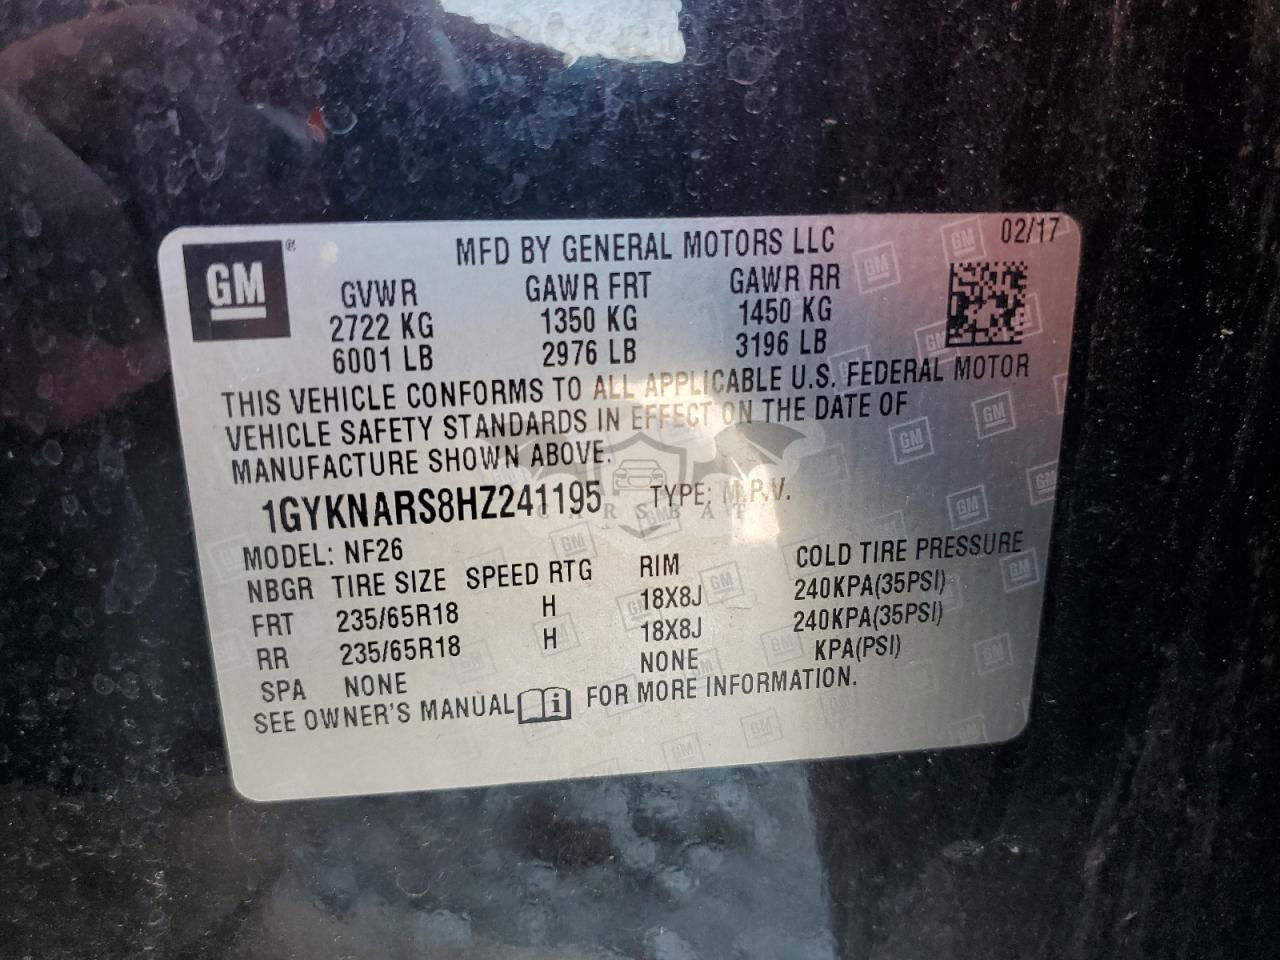 02/17
GM ® MFD BY GENERAL MOTORS LLC
GVWR GAWR FRT GAWR RR
2722 KG 1350 KG 1450 KG
6001 LB 2976 LB 3196 LB
THIS VEHICLE CONFORMS TO ALL APPLICABLE U.S. FEDERAL MOTOR
VEHICLE SAFETY STANDARDS IN EFFECT ON THE DATE OF
MANUFACTURE SHOWN ABOVE.
1GYKNARS8HZ241195 TYPE: M.P.V.
CARSBAT
MODEL: NF26
NBGR TIRE SIZE SPEED RTG RIM COLD TIRE PRESSURE
FRT 235/65R18 H 18X8J 240KPA(35PSI)
RR 235/65R18 H 18X8J 240KPA(35PSI)
SPA NONE NONE KPA(PSI)
SEE OWNER'S MANUAL i FOR MORE INFORMATION.